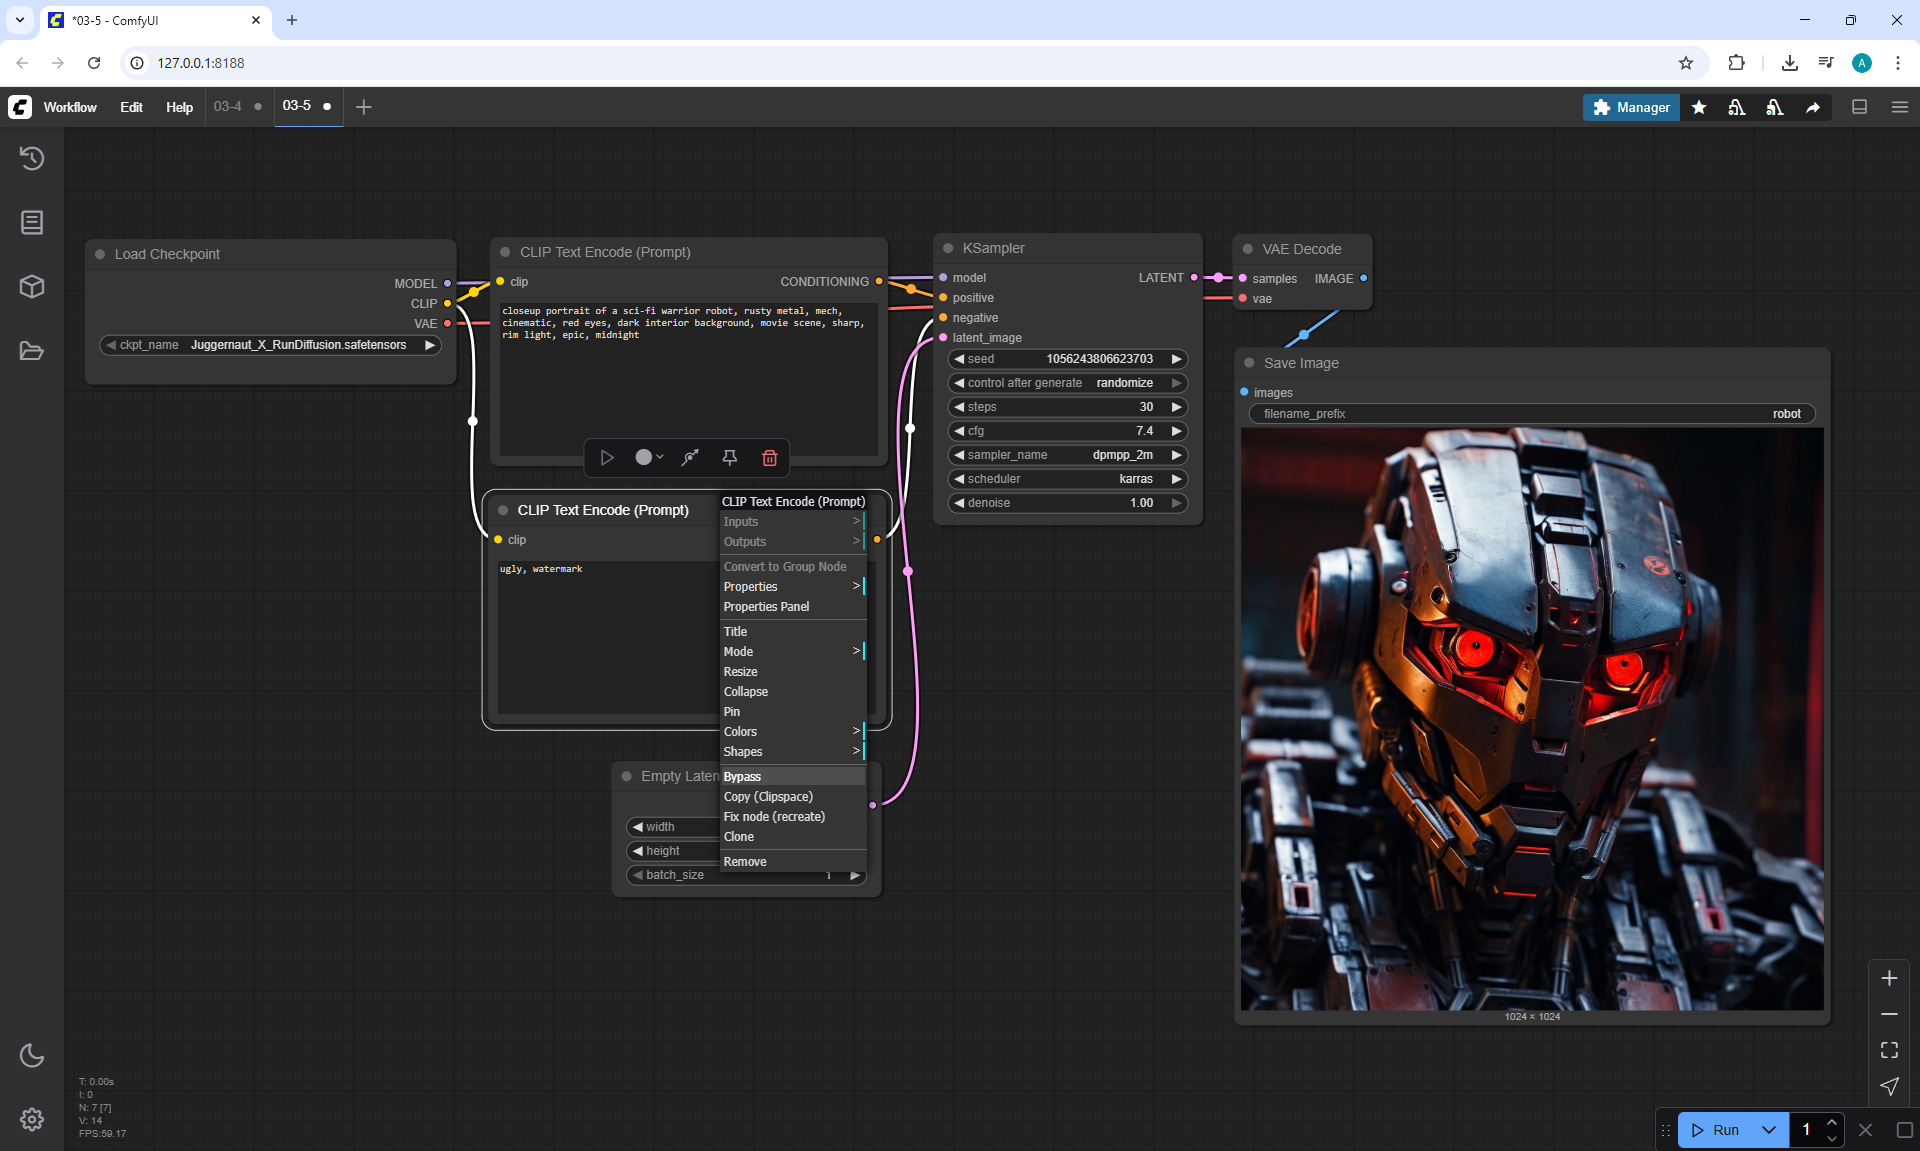 *03-5 - ComfyUI
127.0.0.1:8188
A
Workflow
Edit
Help
03-4
03-5
Manager
Load Checkpoint
MODEL
CLIP
VAE
ckpt_name Juggernaut_X_RunDiffusion.safetensors
CLIP Text Encode (Prompt)
clip
CONDITIONING
closeup portrait of a sci-fi warrior robot, rusty metal, mech,
cinematic, red eyes, dark interior background, movie scene, sharp,
rim light, epic, midnight
CLIP Text Encode (Prompt)
clip
ugly, watermark
CLIP Text Encode (Prompt)
Inputs >
Outputs >
Convert to Group Node
Properties >
Properties Panel
Title
Mode >
Resize
Collapse
Pin
Colors >
Shapes >
Bypass
Copy (Clipspace)
Fix node (recreate)
Clone
Remove
Empty Laten
width
height
batch_size 1
KSampler
model
LATENT
positive
negative
latent_image
seed 1056243806623703
control after generate randomize
steps 30
cfg 7.4
sampler_name dpmpp_2m
scheduler karras
denoise 1.00
VAE Decode
samples
IMAGE
vae
Save Image
images
filename_prefix robot
1024 × 1024
T: 0.00s
I: 0
N: 7 [7]
V: 14
FPS:59.17
Run
1